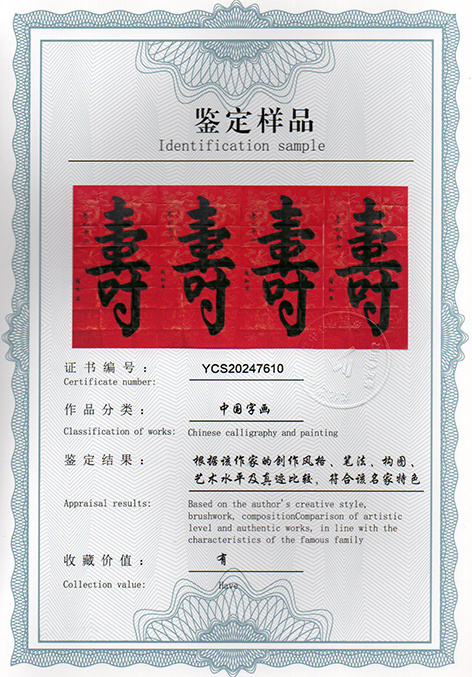 鉴定样品
Identification sample
壽 壽 壽 壽
证书编号：
YCS20247610
Certificate number:
作品分类：
中国字画
Classification of works:
Chinese calligraphy and painting
鉴定结果：
根据该作家的创作风格、笔法、构图、
艺术水平及真迹比较，符合该名家特色
Appraisal results:
Based on the author's creative style,
brushwork, compositionComparison of artistic
level and authentic works, in line with the
characteristics of the famous family
收藏价值：
有
Collection value:
Have